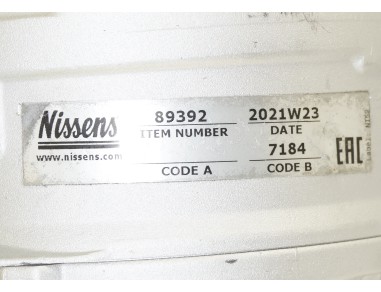 Nissens 89392 2021W23
ITEM NUMBER DATE
7184
www.nissens.com
CODE A CODE B
EAC